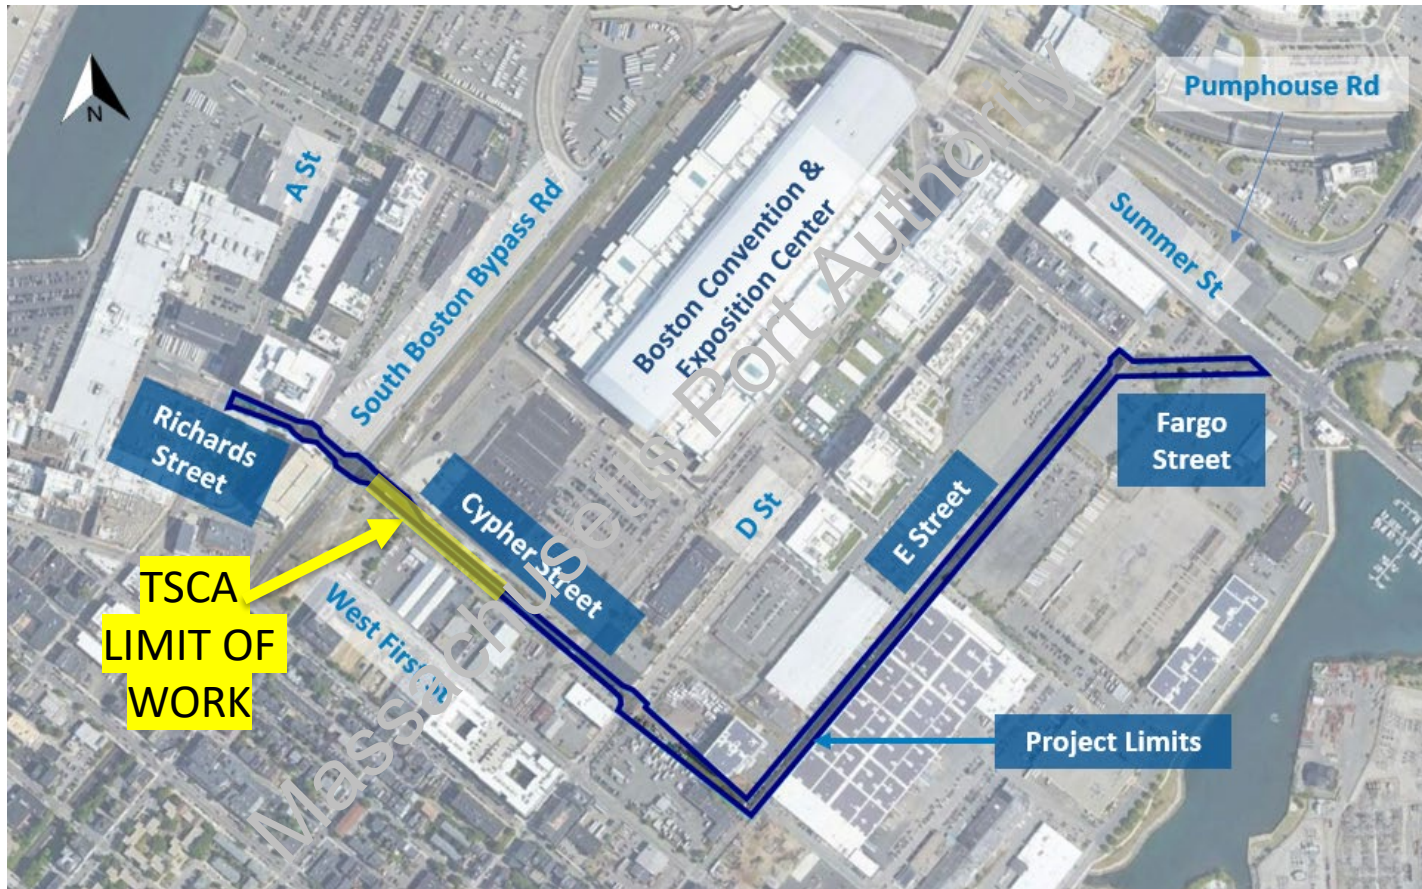 N
A St
South Boston Bypass Rd
Boston Convention &
Exposition Center
Pumphouse Rd
Summer St
Richards
Street
Cypher Street
D St
E Street
Fargo
Street
TSCA
LIMIT OF
WORK
West First St
Project Limits
Massachusetts Port Authority